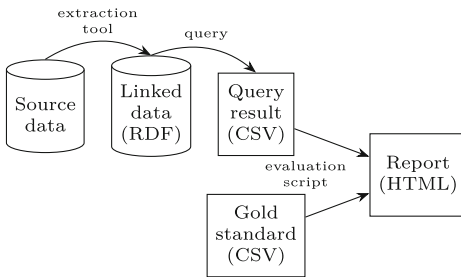 extraction
tool
query
Source
data
Linked
data
(RDF)
Query
result
(CSV)
evaluation
script
Report
(HTML)
Gold
standard
(CSV)